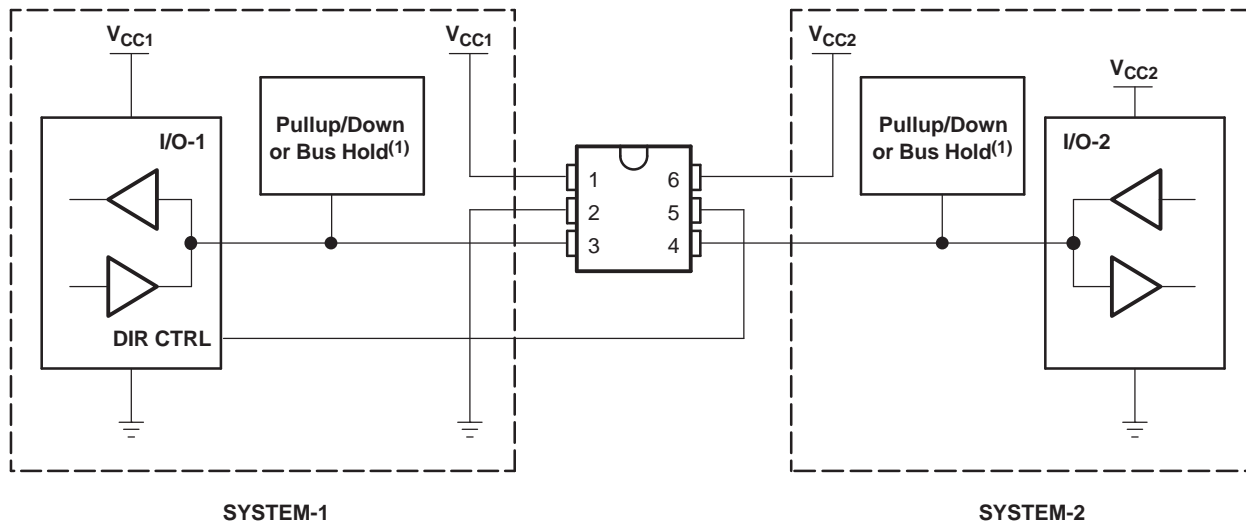 VCC1
VCC1
VCC2
VCC2
Pullup/Down
or Bus Hold(1)
Pullup/Down
or Bus Hold(1)
I/O-1
I/O-2
1
6
2
5
3
4
DIR CTRL
SYSTEM-1
SYSTEM-2